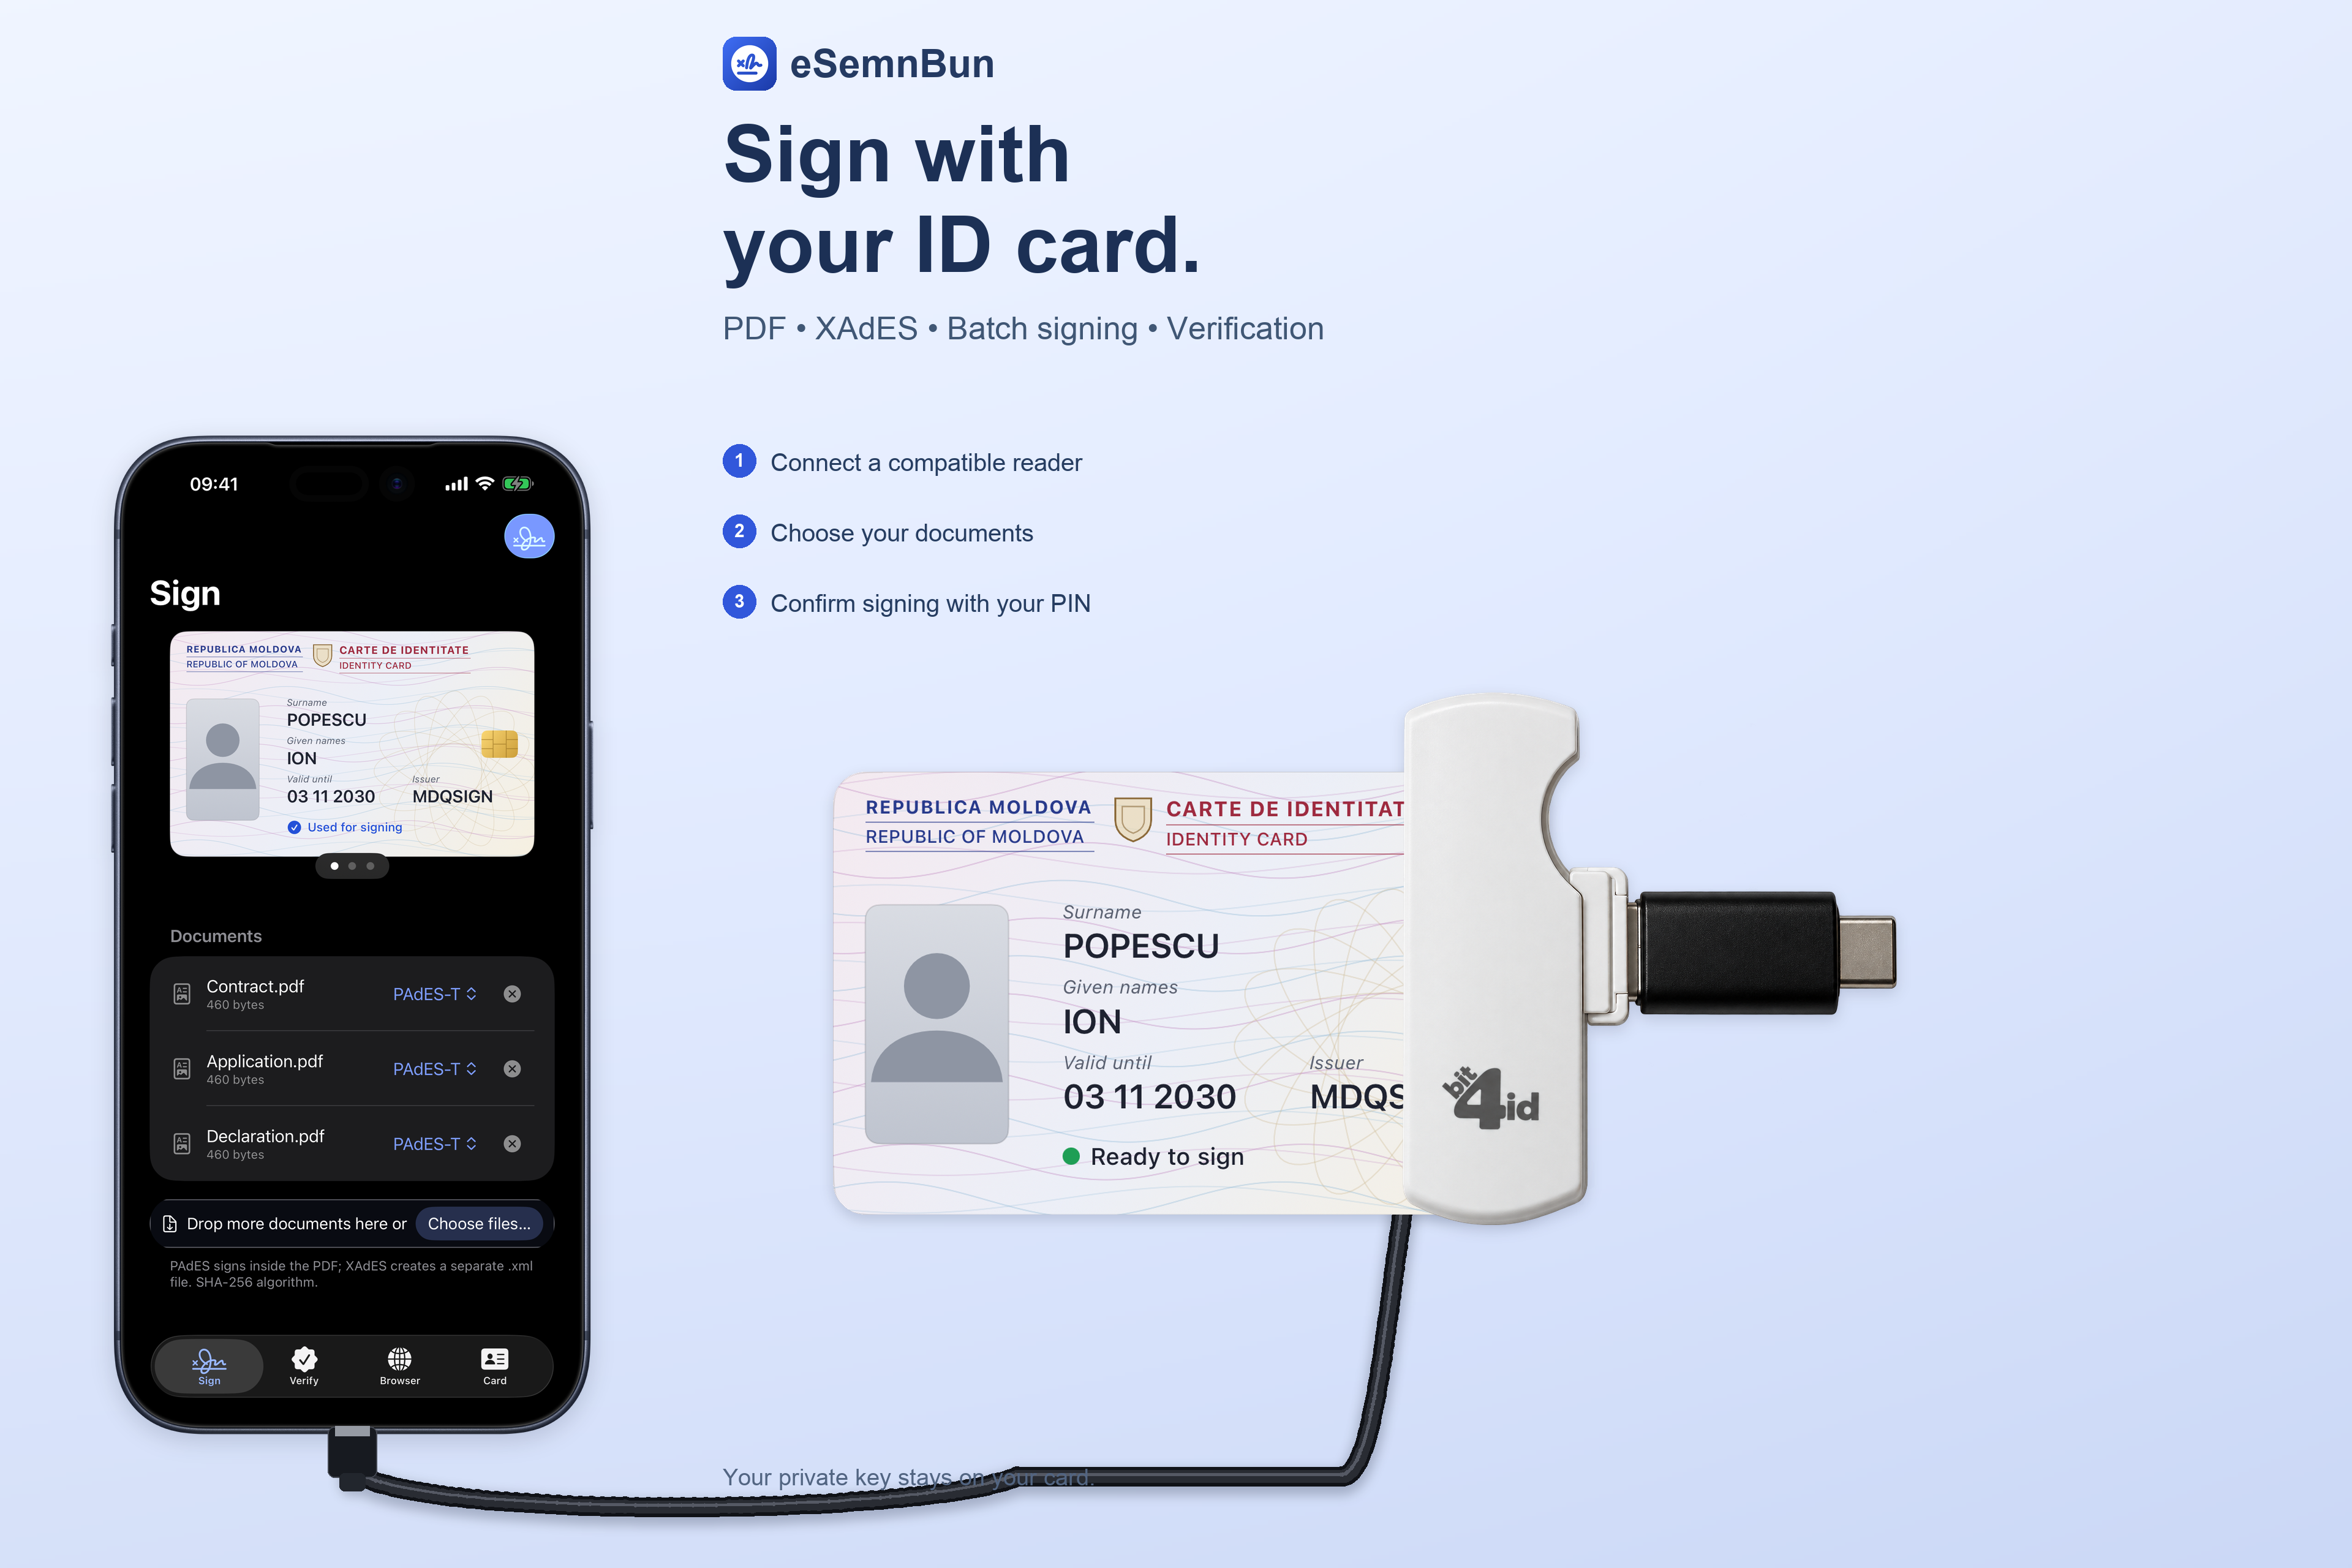 eSemnBun
Sign with
your ID card.
PDF • XAdES • Batch signing • Verification
1 Connect a compatible reader
2 Choose your documents
3 Confirm signing with your PIN
09:41
Sign
REPUBLICA MOLDOVA
REPUBLIC OF MOLDOVA
CARTE DE IDENTITATE
IDENTITY CARD
Surname
POPESCU
Given names
ION
Valid until
03 11 2030
Issuer
MDQSIGN
Used for signing
Documents
Contract.pdf
460 bytes
PAdES-T
Application.pdf
460 bytes
PAdES-T
Declaration.pdf
460 bytes
PAdES-T
Drop more documents here or Choose files...
PAdES signs inside the PDF; XAdES creates a separate .xml
file. SHA-256 algorithm.
Sign
Verify
Browser
Card
REPUBLICA MOLDOVA
REPUBLIC OF MOLDOVA
CARTE DE IDENTITAT
IDENTITY CARD
Surname
POPESCU
Given names
ION
Valid until
03 11 2030
Issuer
MDQS
Ready to sign
bit4id
Your private key stays on your card.